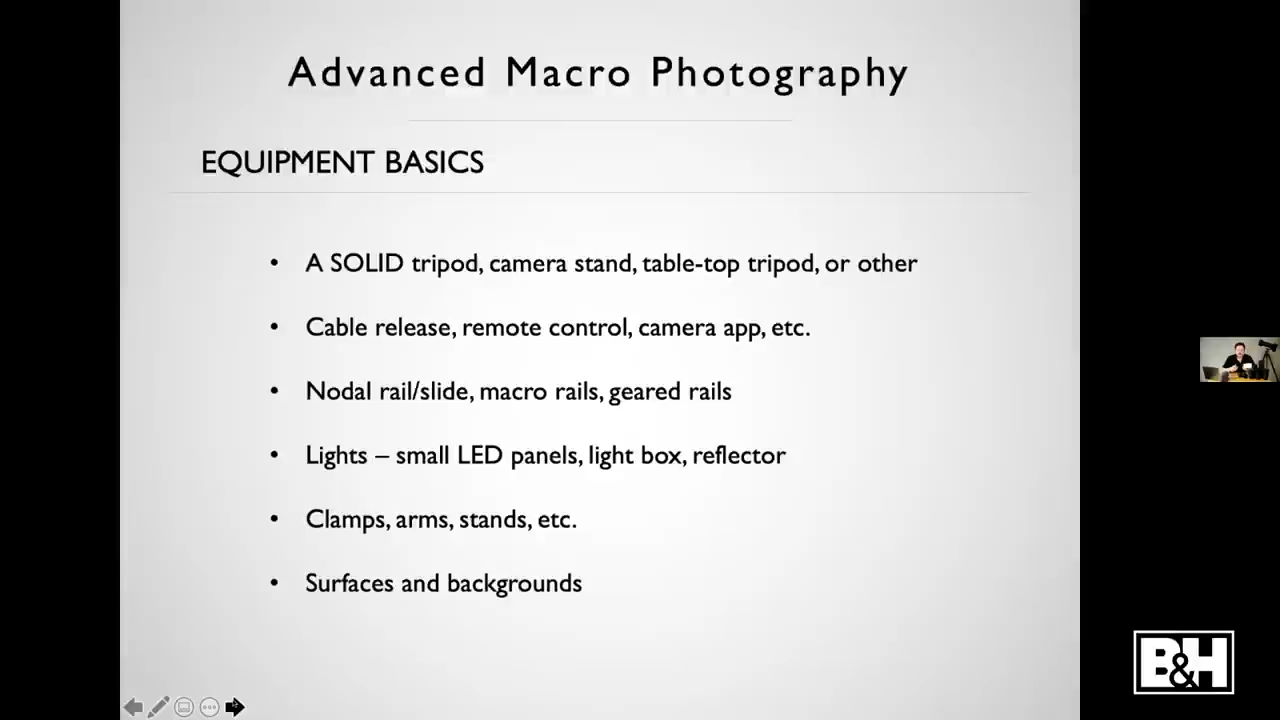 Advanced Macro Photography
EQUIPMENT BASICS
• A SOLID tripod, camera stand, table-top tripod, or other
• Cable release, remote control, camera app, etc.
• Nodal rail/slide, macro rails, geared rails
• Lights – small LED panels, light box, reflector
• Clamps, arms, stands, etc.
• Surfaces and backgrounds
B&H